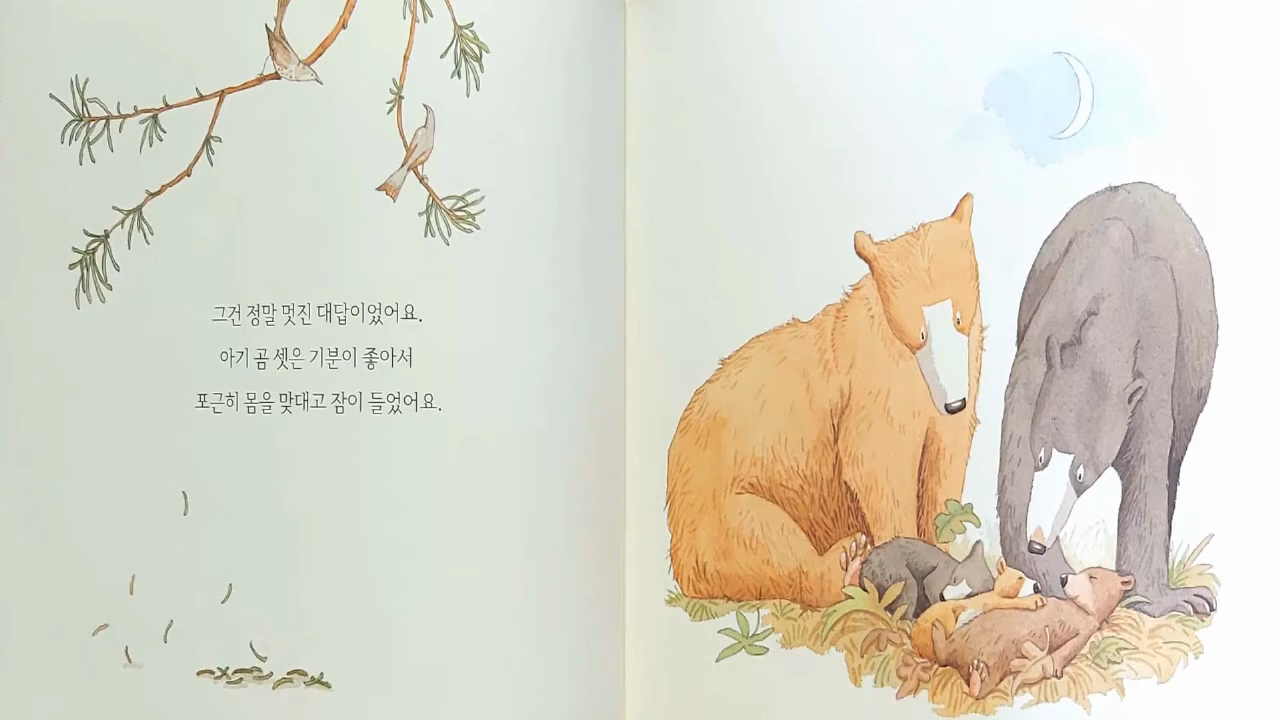 그건 정말 멋진 대답이었어요.
아기 곰 셋은 기분이 좋아서
포근히 몸을 맞대고 잠이 들었어요.